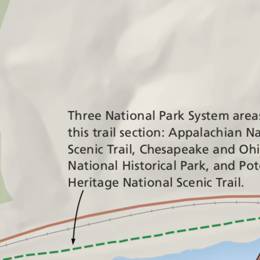 Three National Park System areas
this trail section: Appalachian Na
Scenic Trail, Chesapeake and Ohi
National Historical Park, and Pot
Heritage National Scenic Trail.